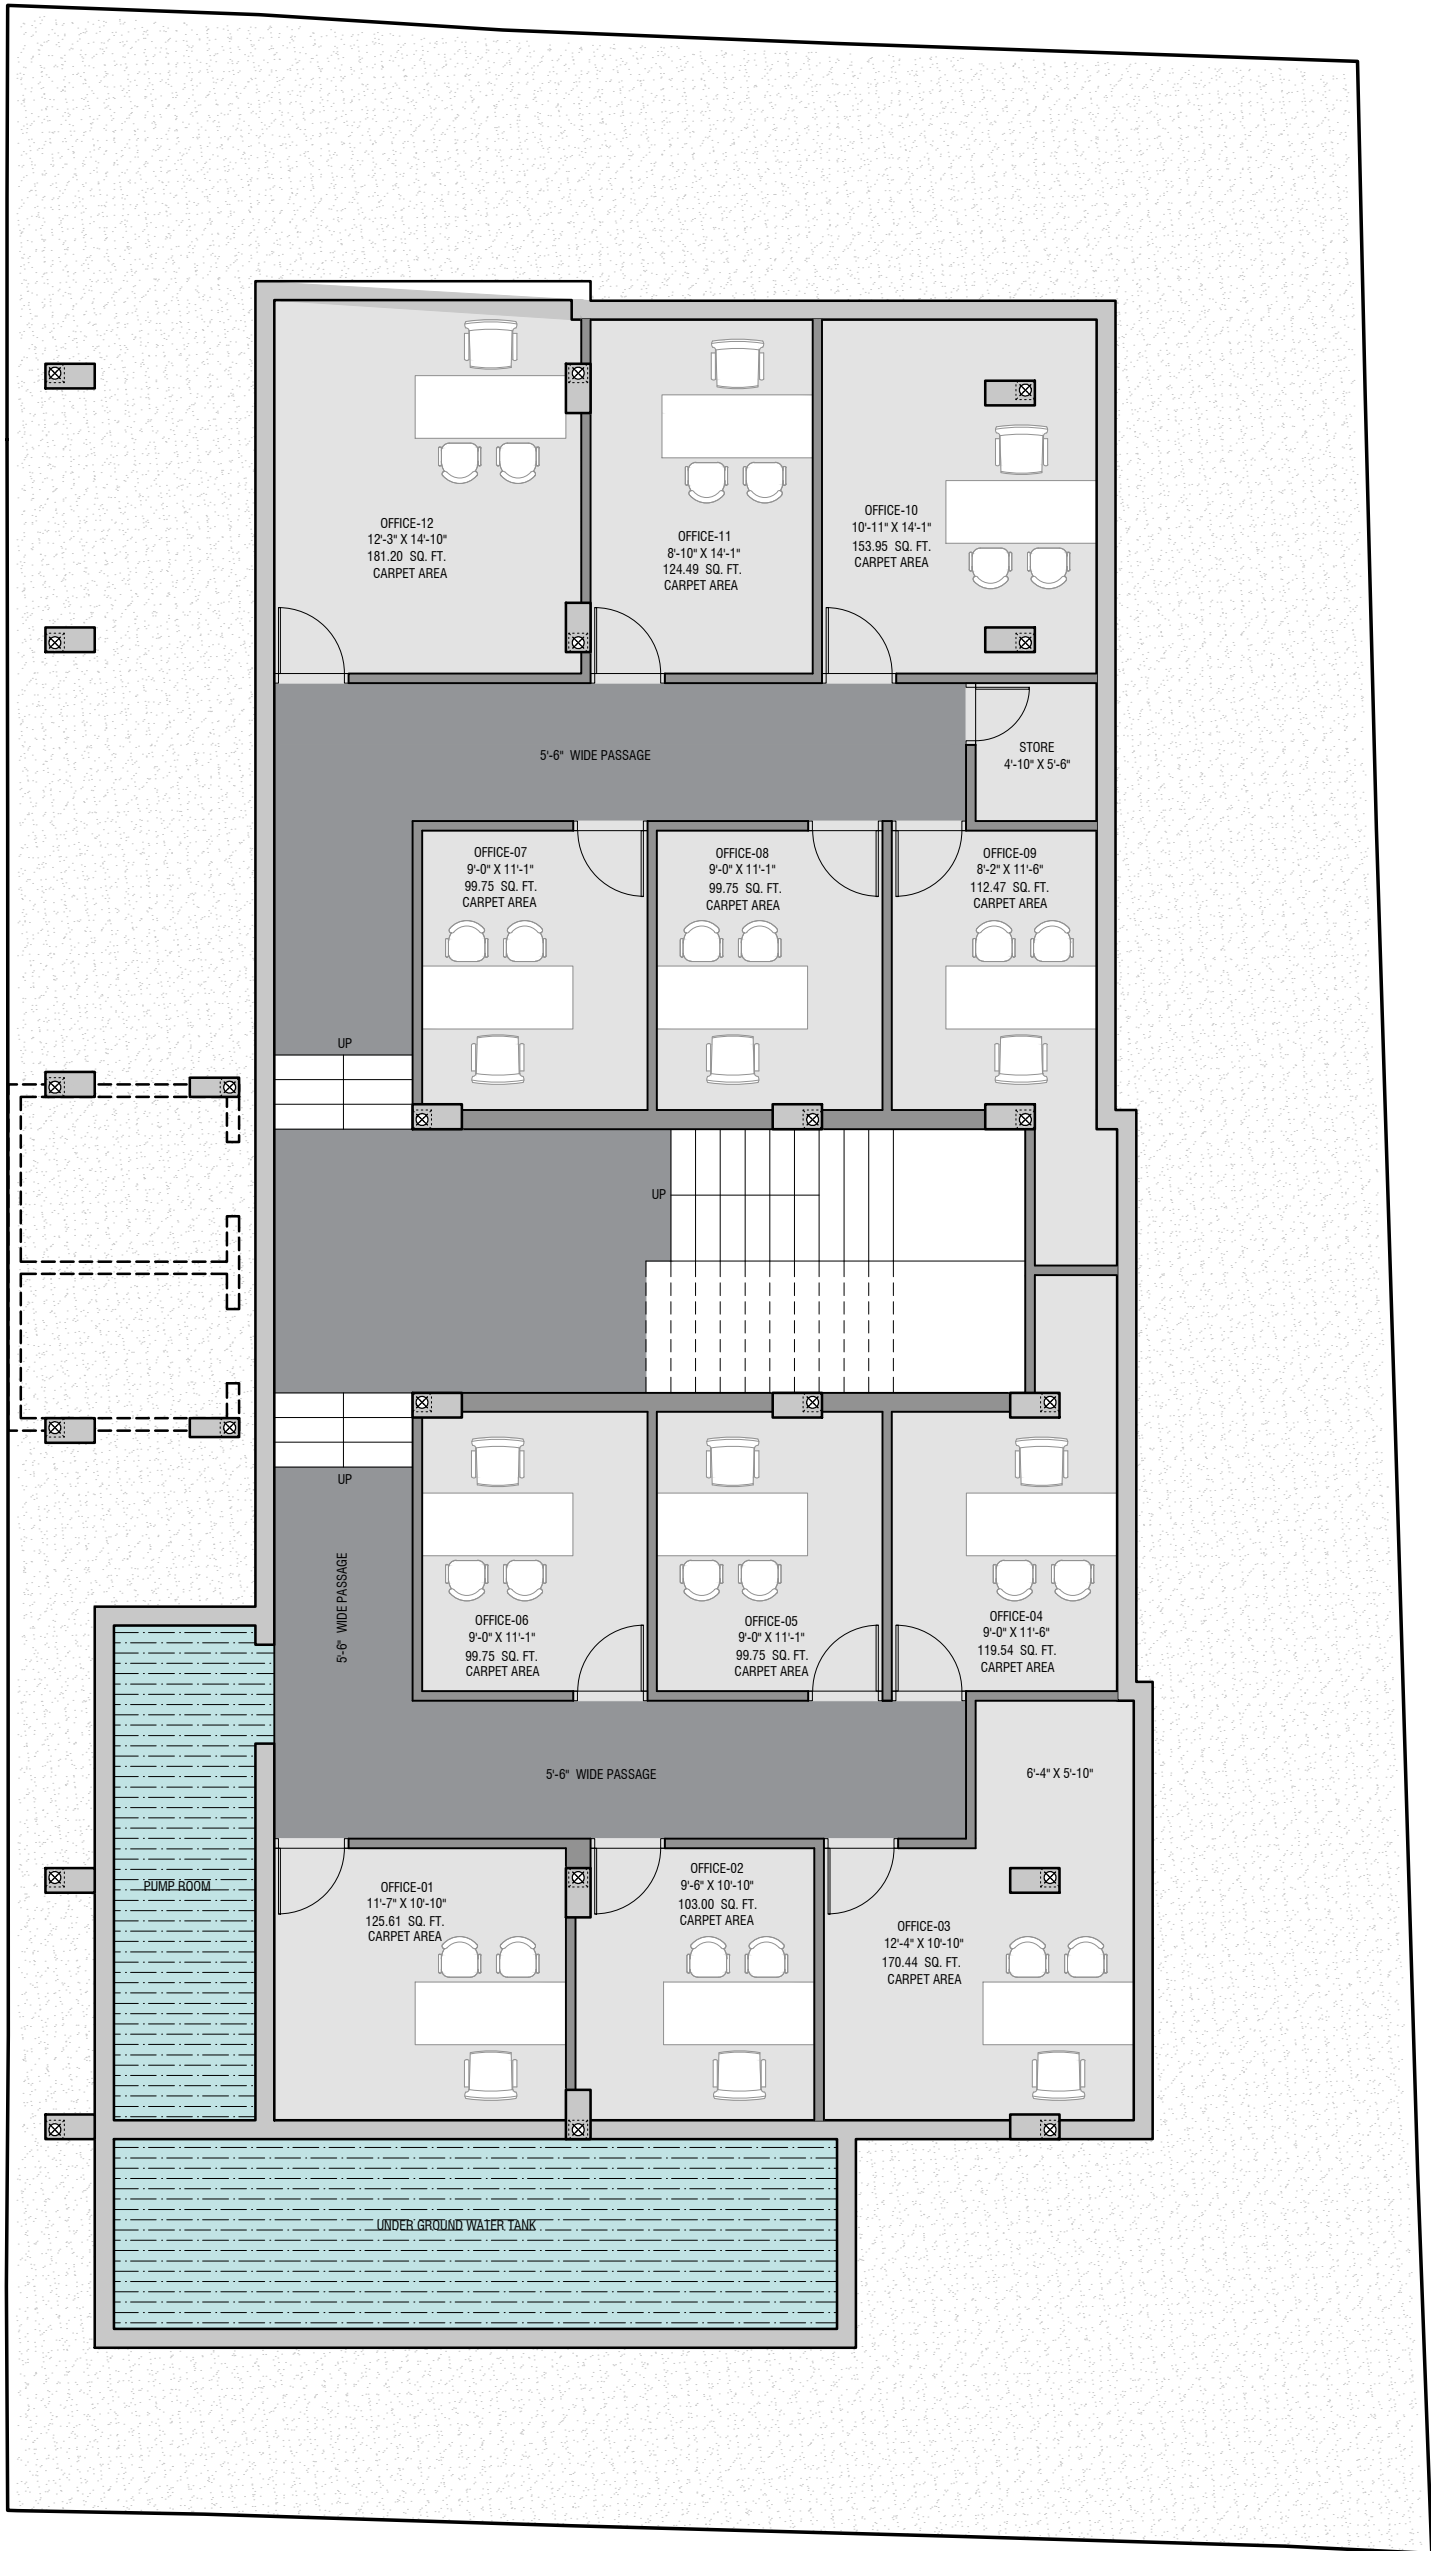 OFFICE-12
12'-3" X 14'-10"
181.20 SQ. FT.
CARPET AREA
OFFICE-11
8'-10" X 14'-1"
124.49 SQ. FT.
CARPET AREA
OFFICE-10
10'-11" X 14'-1"
153.95 SQ. FT.
CARPET AREA
5'-6" WIDE PASSAGE
STORE
4'-10" X 5'-6"
OFFICE-07
9'-0" X 11'-1"
99.75 SQ. FT.
CARPET AREA
OFFICE-08
9'-0" X 11'-1"
99.75 SQ. FT.
CARPET AREA
OFFICE-09
8'-2" X 11'-6"
112.47 SQ. FT.
CARPET AREA
UP
UP
UP
5'-6" WIDE PASSAGE
OFFICE-06
9'-0" X 11'-1"
99.75 SQ. FT.
CARPET AREA
OFFICE-05
9'-0" X 11'-1"
99.75 SQ. FT.
CARPET AREA
OFFICE-04
9'-0" X 11'-6"
119.54 SQ. FT.
CARPET AREA
5'-6" WIDE PASSAGE
6'-4" X 5'-10"
PUMP ROOM
OFFICE-01
11'-7" X 10'-10"
125.61 SQ. FT.
CARPET AREA
OFFICE-02
9'-6" X 10'-10"
103.00 SQ. FT.
CARPET AREA
OFFICE-03
12'-4" X 10'-10"
170.44 SQ. FT.
CARPET AREA
UNDER GROUND WATER TANK